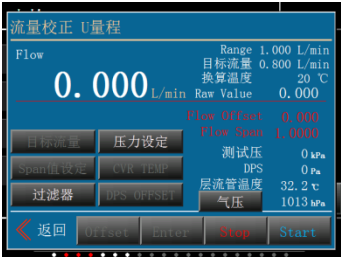 流量校正 U量程
Flow
Range 1.000 L/min
目标流量 0.800 L/min
换算温度 20 ℃
0.000 L/min Raw Value 0.000
Flow Offset 0.000
Flow Span 1.0000
目标流量 压力设定
测试压 0 kPa
Span值设定 CVR TEMP
DPS 0 Pa
层流管温度 32.2 ℃
过滤器 DPS OFFSET
气压 1013 hPa
返回 Offset Enter Stop Start